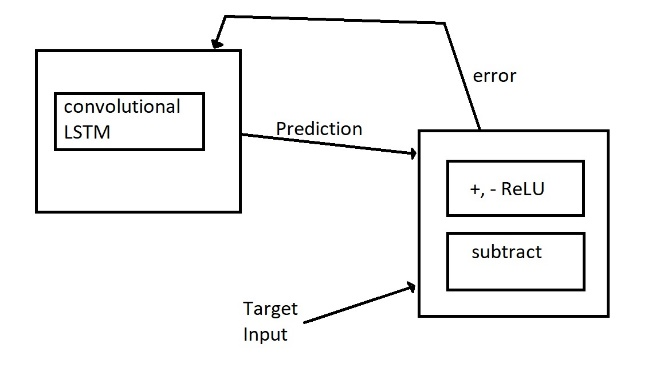 error
convolutional
LSTM
Prediction
+, - ReLU
subtract
Target
Input